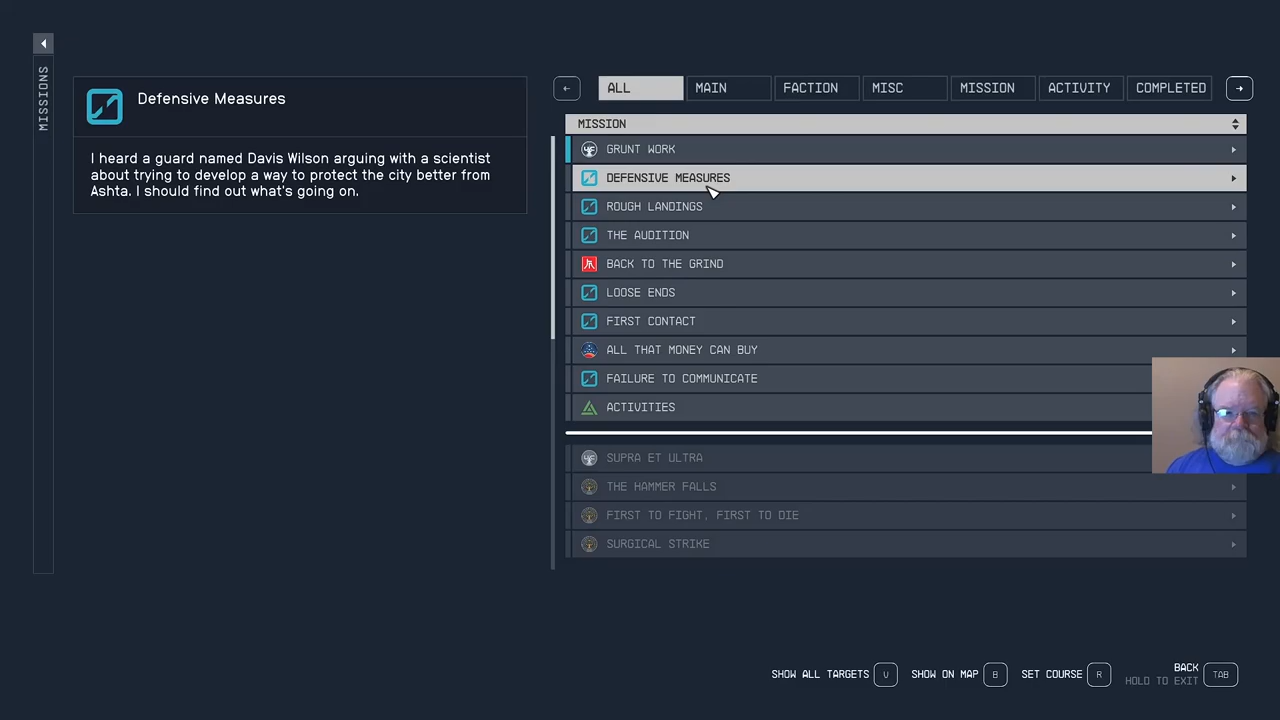 MISSIONS
Defensive Measures
I heard a guard named Davis Wilson arguing with a scientist
about trying to develop a way to protect the city better from
Ashta. I should find out what's going on.
← ALL MAIN FACTION MISC MISSION ACTIVITY COMPLETED →
MISSION
GRUNT WORK
DEFENSIVE MEASURES
ROUGH LANDINGS
THE AUDITION
BACK TO THE GRIND
LOOSE ENDS
FIRST CONTACT
ALL THAT MONEY CAN BUY
FAILURE TO COMMUNICATE
ACTIVITIES
SUPRA ET ULTRA
THE HAMMER FALLS
FIRST TO FIGHT, FIRST TO DIE
SURGICAL STRIKE
SHOW ALL TARGETS V SHOW ON MAP B SET COURSE R BACK TAB
HOLD TO EXIT